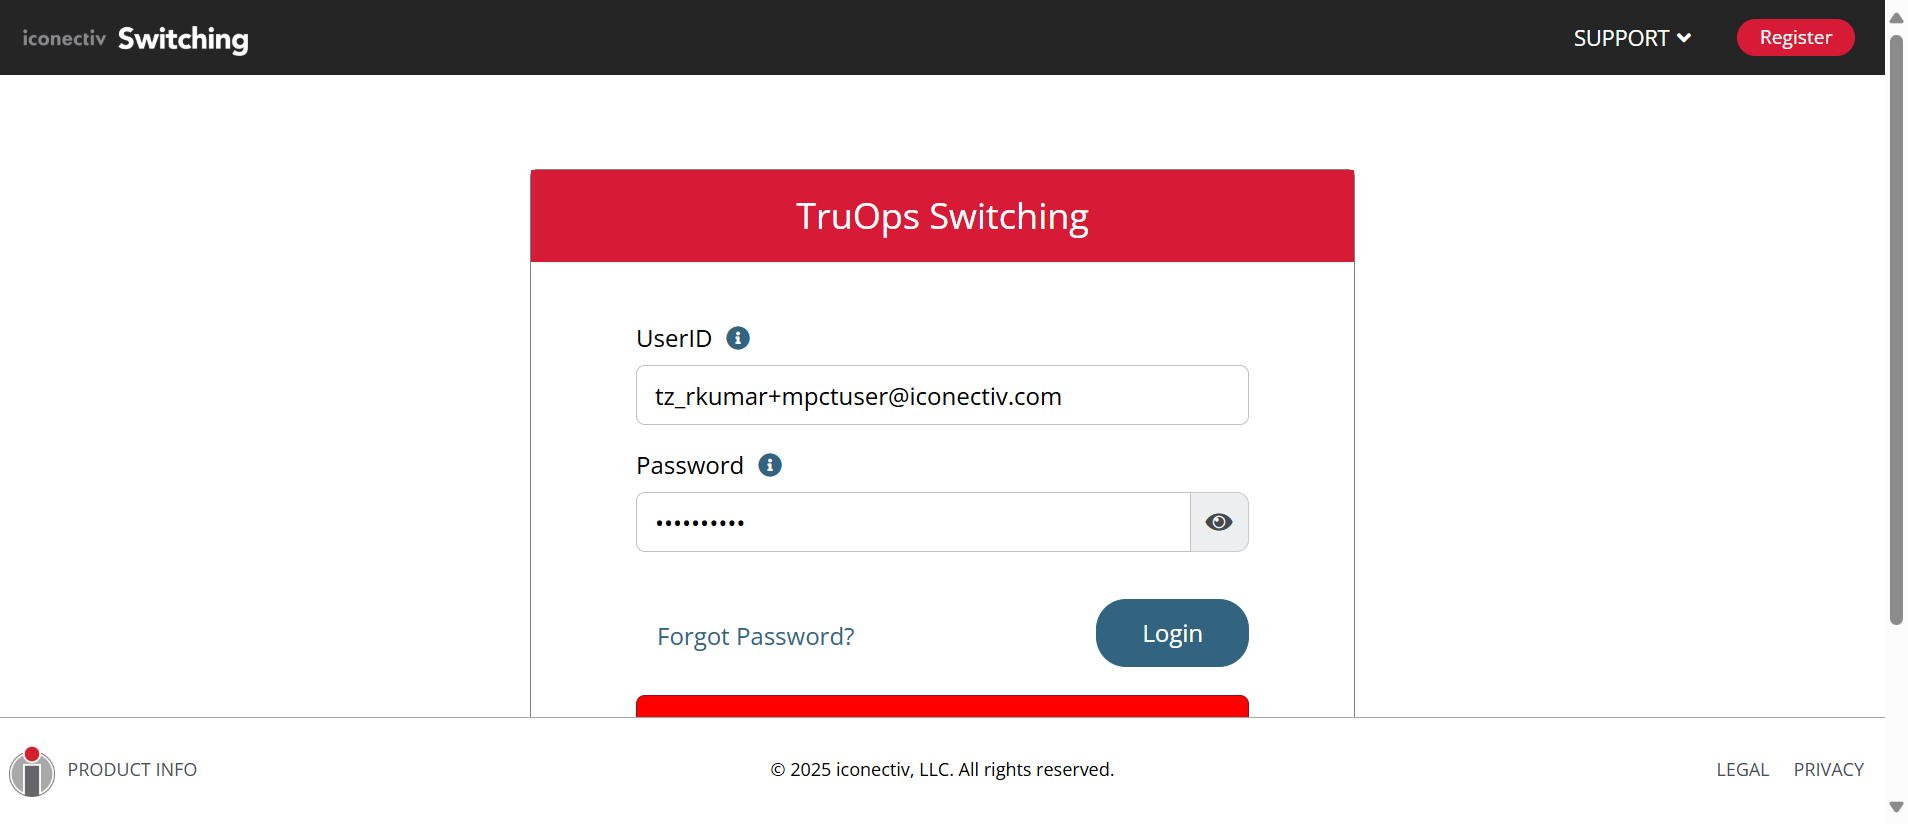 iconectiv Switching
SUPPORT
Register
TruOps Switching
UserID
tz_rkumar+mpctuser@iconectiv.com
Password
••••••••••
Forgot Password?
Login
PRODUCT INFO
© 2025 iconectiv, LLC. All rights reserved.
LEGAL
PRIVACY